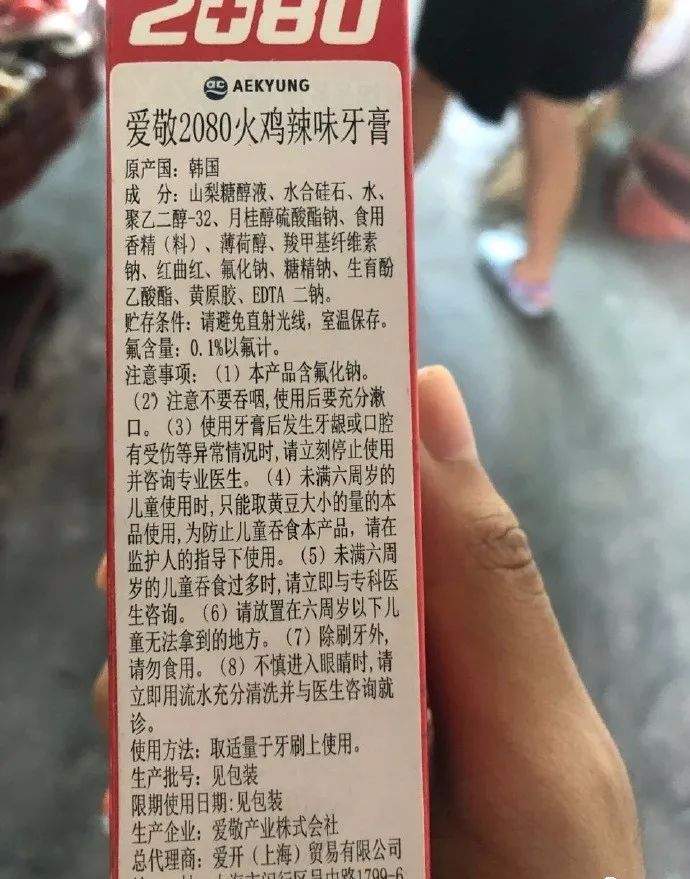 2080
AEKYUNG
爱敬2080火鸡辣味牙膏
原产国：韩国
成 分：山梨糖醇液、水合硅石、水、
聚乙二醇-32、月桂醇硫酸酯钠、食用
香精（料）、薄荷醇、羧甲基纤维素
钠、红曲红、氟化钠、糖精钠、生育酚
乙酸酯、黄原胶、EDTA 二钠。
贮存条件：请避免直射光线，室温保存。
氟含量：0.1%以氟计。
注意事项：（1）本产品含氟化钠。
（2）注意不要吞咽，使用后要充分漱
口。（3）使用牙膏后发生牙龈或口腔
有受伤等异常情况时，请立刻停止使用
并咨询专业医生。（4）未满六周岁的
儿童使用时，只能取黄豆大小的量的本
品使用，为防止儿童吞食本产品，请在
监护人的指导下使用。（5）未满六周
岁的儿童吞食过多时，请立即与专科医
生咨询。（6）请放置在六周岁以下儿
童无法拿到的地方。（7）除刷牙外，
请勿食用。（8）不慎进入眼睛时，请
立即用流水充分清洗并与医生咨询就
诊。
使用方法：取适量于牙刷上使用。
生产批号：见包装
限期使用日期：见包装
生产企业：爱敬产业株式会社
总代理商：爱开（上海）贸易有限公司
上海市闵行区吴中路1799-6